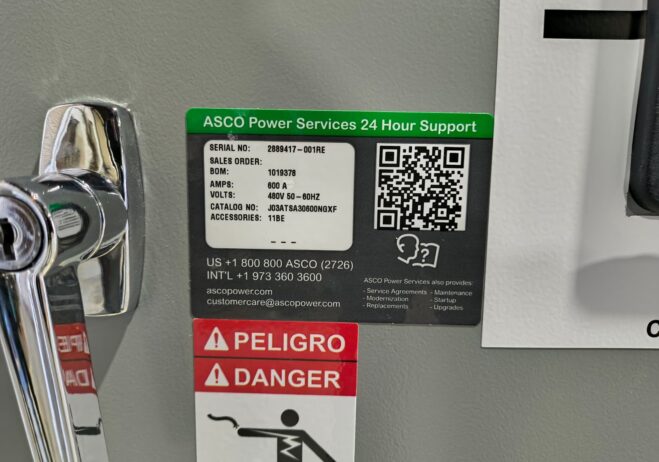 ASCO Power Services 24 Hour Support
SERIAL NO: 2889417-001RE
SALES ORDER:
BOM: 1019378
AMPS: 600 A
VOLTS: 480V 50-60HZ
CATALOG NO: J03ATSA30600NGXF
ACCESSORIES: 11BE
- - -
US +1 800 800 ASCO (2726)
INT'L +1 973 360 3600
ascopower.com
customercare@ascopower.com
ASCO Power Services also provides:
- Service Agreements - Maintenance
- Modernization - Startup
- Replacements - Upgrades
PELIGRO
DANGER